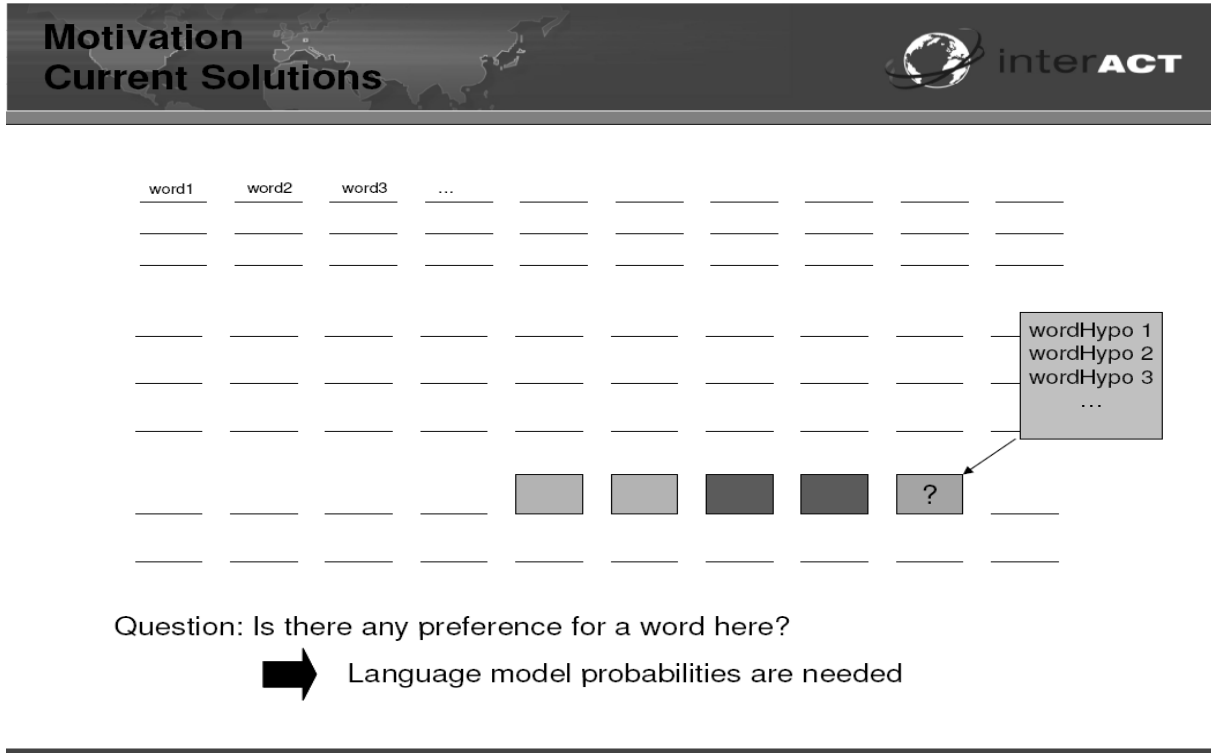 Motivation
Current Solutions
interACT
word1 word2 word3 ...
wordHypo 1
wordHypo 2
wordHypo 3
...
?
Question: Is there any preference for a word here?
Language model probabilities are needed